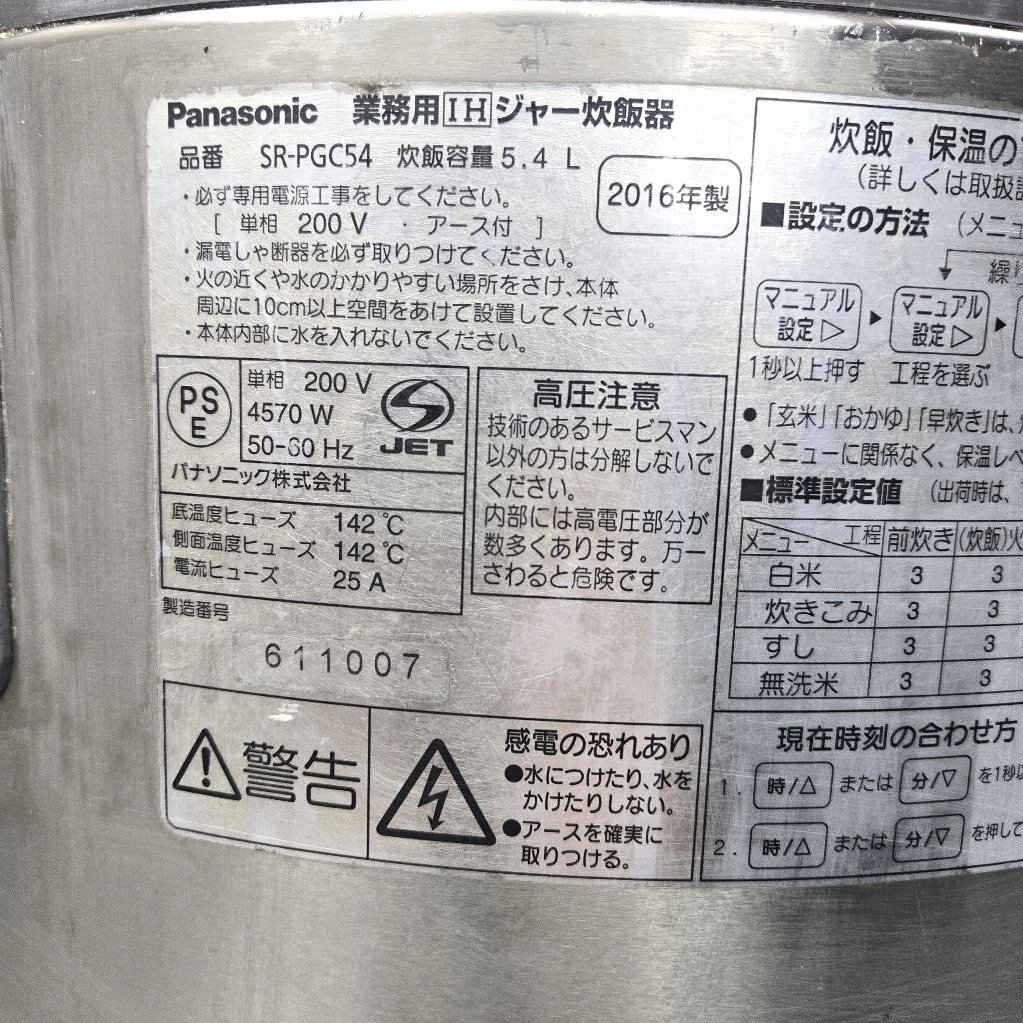 Panasonic 業務用IHジャー炊飯器
品番 SR-PGC54 炊飯容量5.4 L
2016年製
・必ず専用電源工事をしてください。
[ 単相 200 V ・ アース付 ]
・漏電しゃ断器を必ず取りつけてください。
・火の近くや水のかかりやすい場所をさけ、本体
周辺に10cm以上空間をあけて設置してください。
・本体内部に水を入れないでください。
PSE
単相 200 V
4570 W
50-60 Hz
JET
パナソニック株式会社
底温度ヒューズ 142 ℃
側面温度ヒューズ 142 ℃
電流ヒューズ 25 A
製造番号
611007
高圧注意
技術のあるサービスマン
以外の方は分解しないで
ください。
内部には高電圧部分が
数多くあります。万一
さわると危険です。
警告
感電の恐れあり
●水につけたり、水を
かけたりしない。
●アースを確実に
取りつける。
炊飯・保温の
(詳しくは取扱
■設定の方法 (メニュ
繰り
マニュアル
設定 ▷
▶
マニュアル
設定 ▷
▶
1秒以上押す 工程を選ぶ
●「玄米」「おかゆ」「早炊き」は、
●メニューに関係なく、保温レベ
■標準設定値 (出荷時は、
メニュー 工程 前炊き (炊飯)火
白米 3 3
炊きこみ 3 3
すし 3 3
無洗米 3 3
現在時刻の合わせ方
1. 時/△ または 分/▽ を1秒以
2. 時/△ または 分/▽ を押して